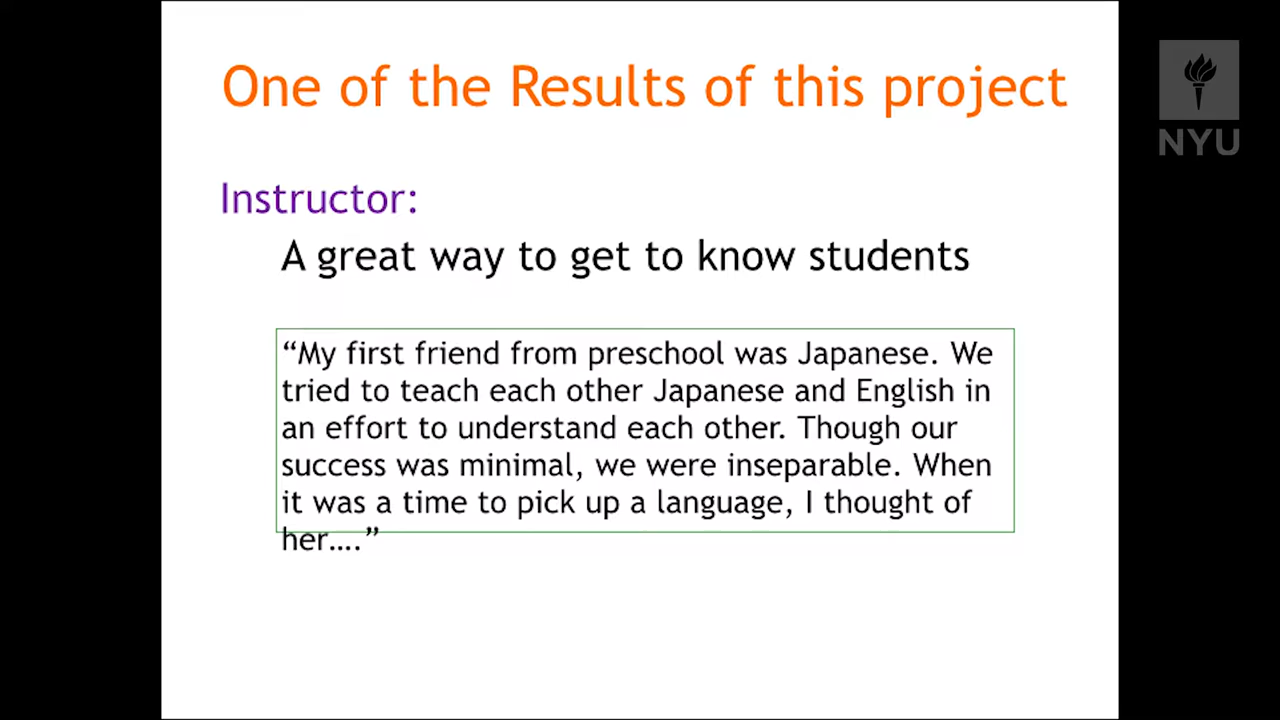 One of the Results of this project
NYU
Instructor:
A great way to get to know students
“My first friend from preschool was Japanese. We
tried to teach each other Japanese and English in
an effort to understand each other. Though our
success was minimal, we were inseparable. When
it was a time to pick up a language, I thought of
her….”